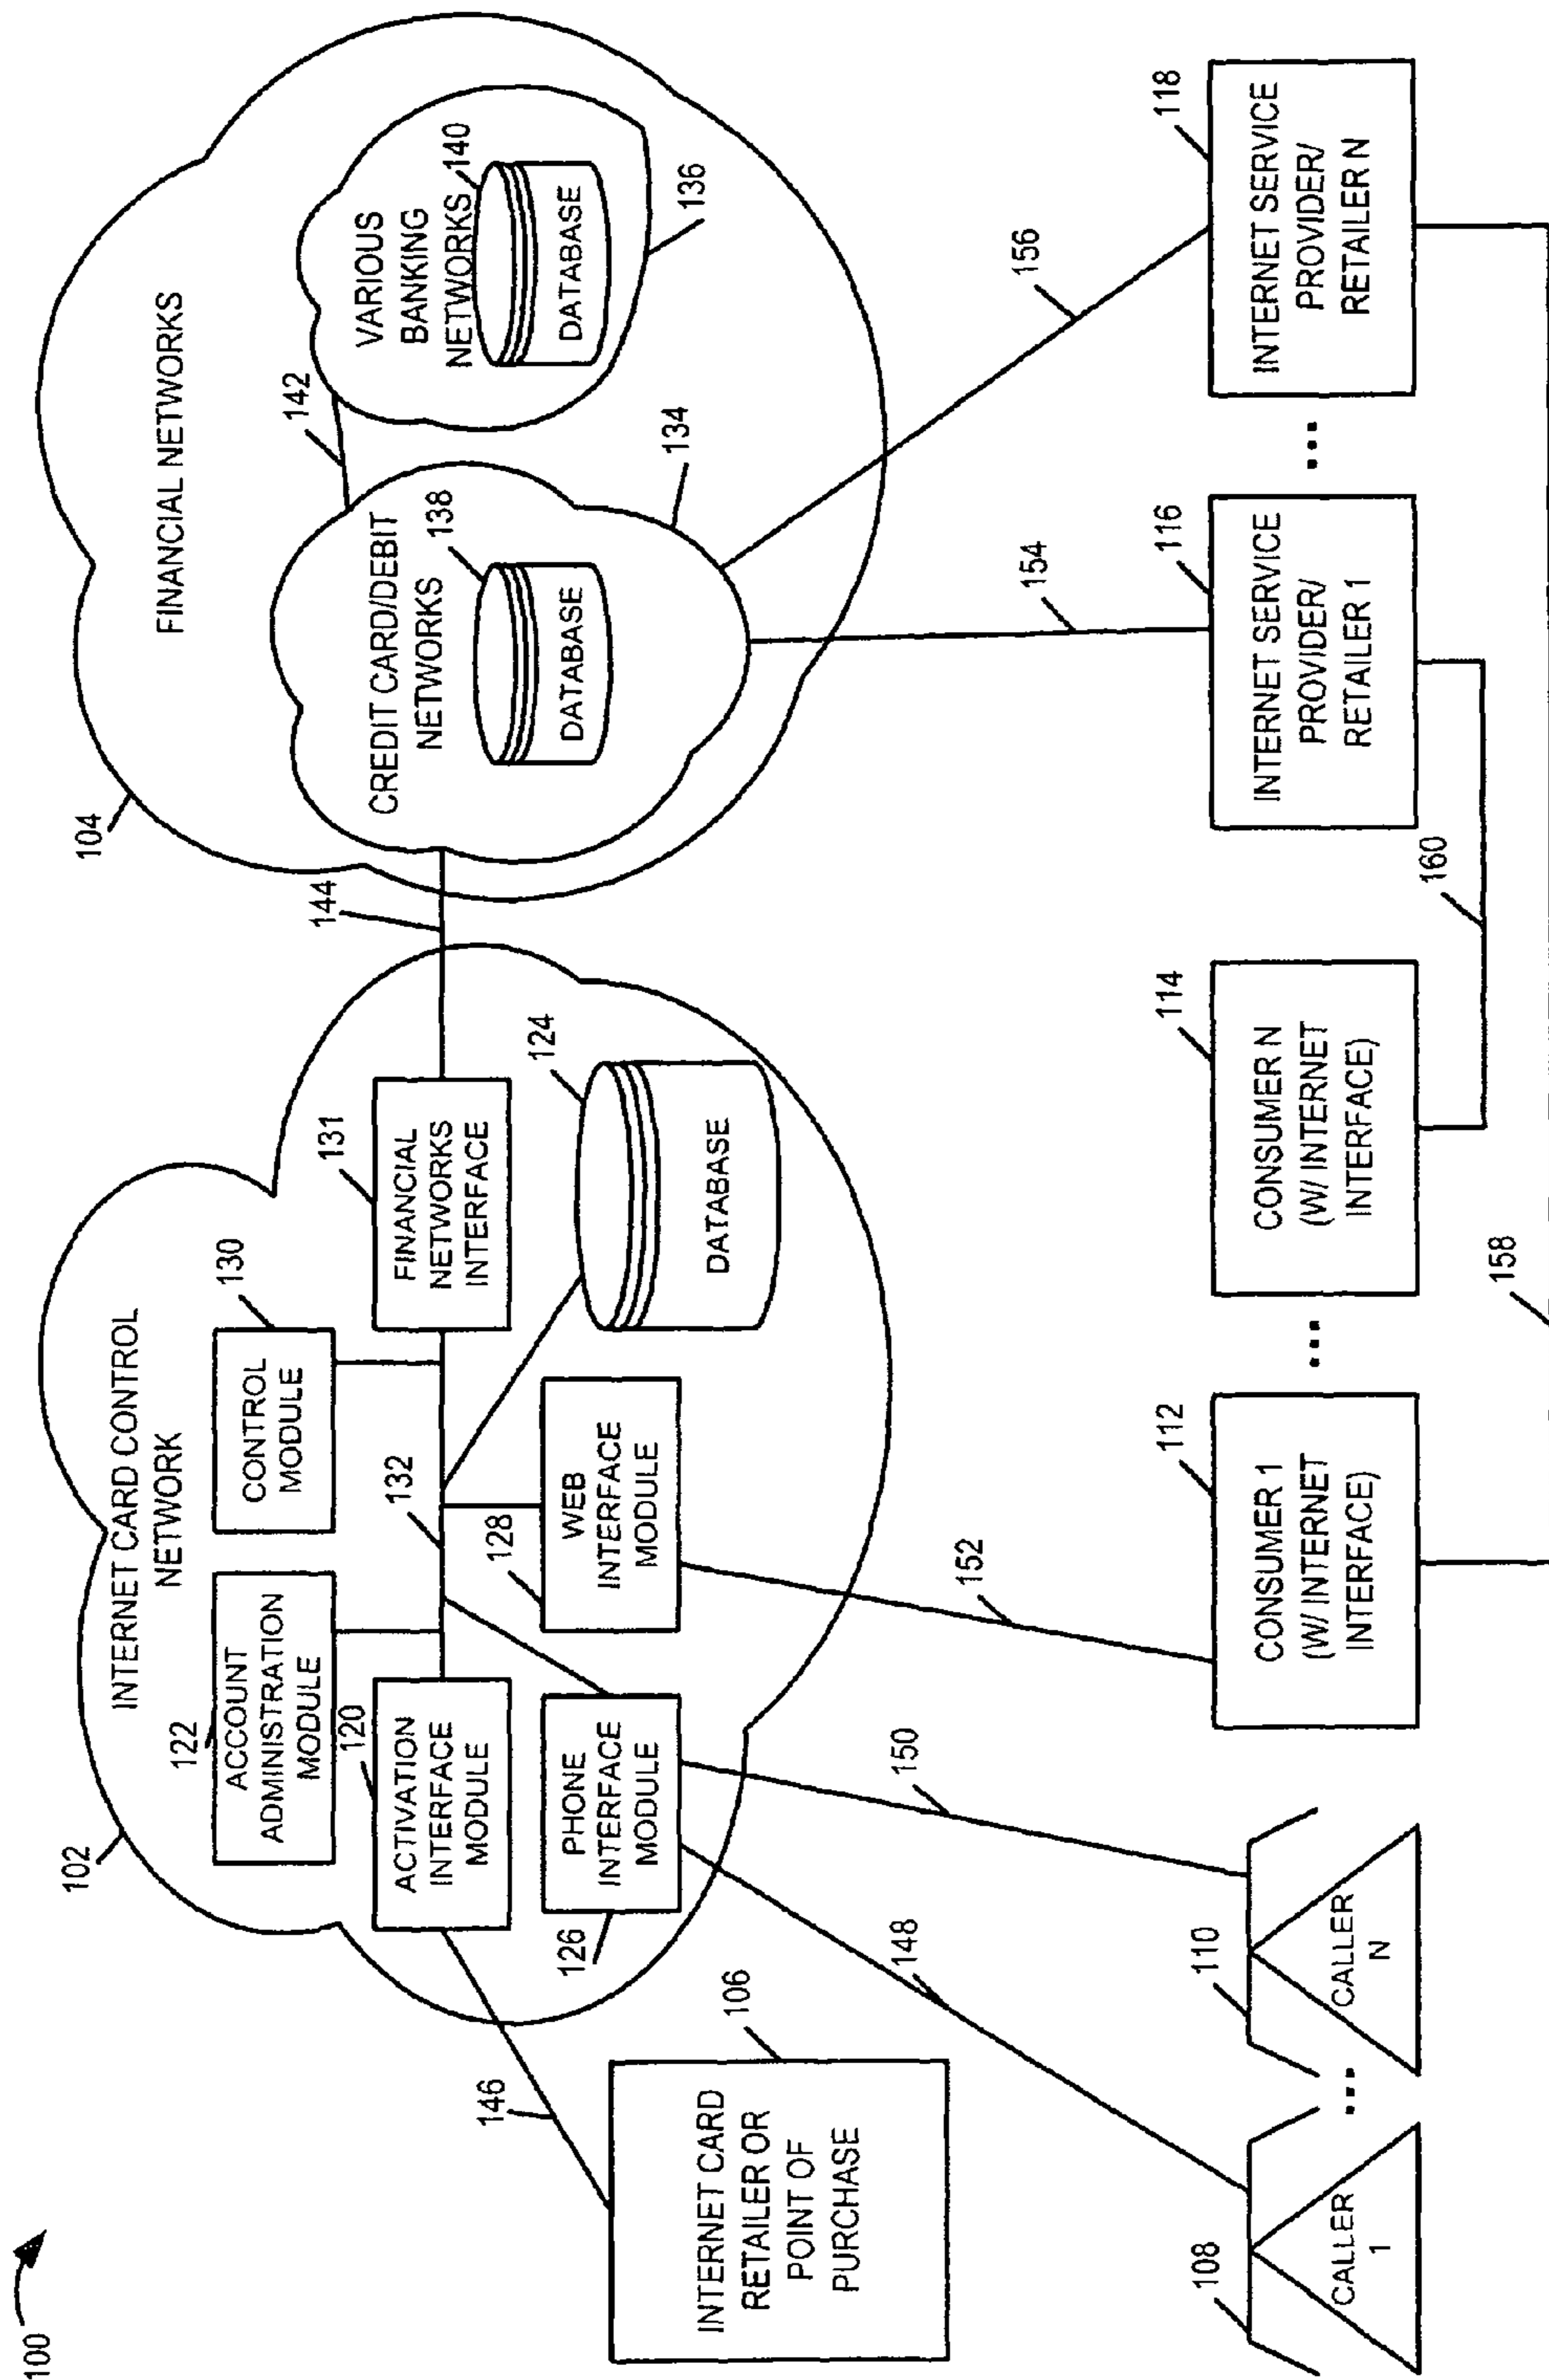 100
INTERNET CARD CONTROL
NETWORK
102
122
ACCOUNT
ADMINISTRATION
MODULE
CONTROL
MODULE
130
120
ACTIVATION
INTERFACE
MODULE
132
FINANCIAL
NETWORKS
INTERFACE
131
126
PHONE
INTERFACE
MODULE
128
WEB
INTERFACE
MODULE
DATABASE
124
144
104
FINANCIAL NETWORKS
CREDIT CARD/DEBIT
NETWORKS
138
DATABASE
134
142
VARIOUS
BANKING
NETWORKS
140
DATABASE
136
146
INTERNET CARD
RETAILER OR
POINT OF
PURCHASE
106
148
150
152
154
156
108
CALLER
1
...
110
CALLER
N
112
CONSUMER 1
(W/ INTERNET
INTERFACE)
...
114
CONSUMER N
(W/ INTERNET
INTERFACE)
116
INTERNET SERVICE
PROVIDER/
RETAILER 1
...
118
INTERNET SERVICE
PROVIDER/
RETAILER N
160
158